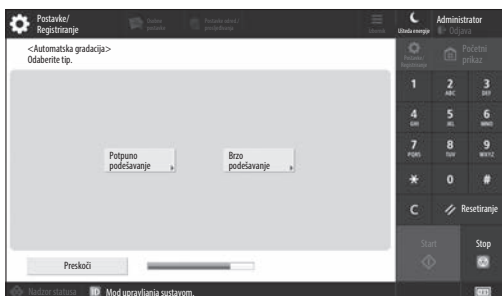 Postavke/
Registriranje
Ušteda energije
Administrator
Odjava
<Automatska gradacija>
Odaberite tip.
Početni
prikaz
1
2
ABC
3
DEF
4
GHI
5
JKL
6
MNO
7
PQRS
8
TUV
9
WXYZ
*
0
#
Potpuno
podešavanje
Brzo
podešavanje
C
Resetiranje
Start
Stop
Preskoči
Nadzor statusa
Mod upravljanja sustavom.